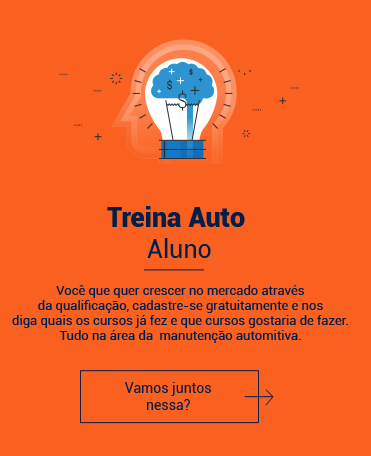 Treina Auto
Aluno
Você que quer crescer no mercado através
da qualificação, cadastre-se gratuitamente e nos
diga quais os cursos já fez e que cursos gostaria de fazer.
Tudo na área da manutenção automitiva.
Vamos juntos
nessa?